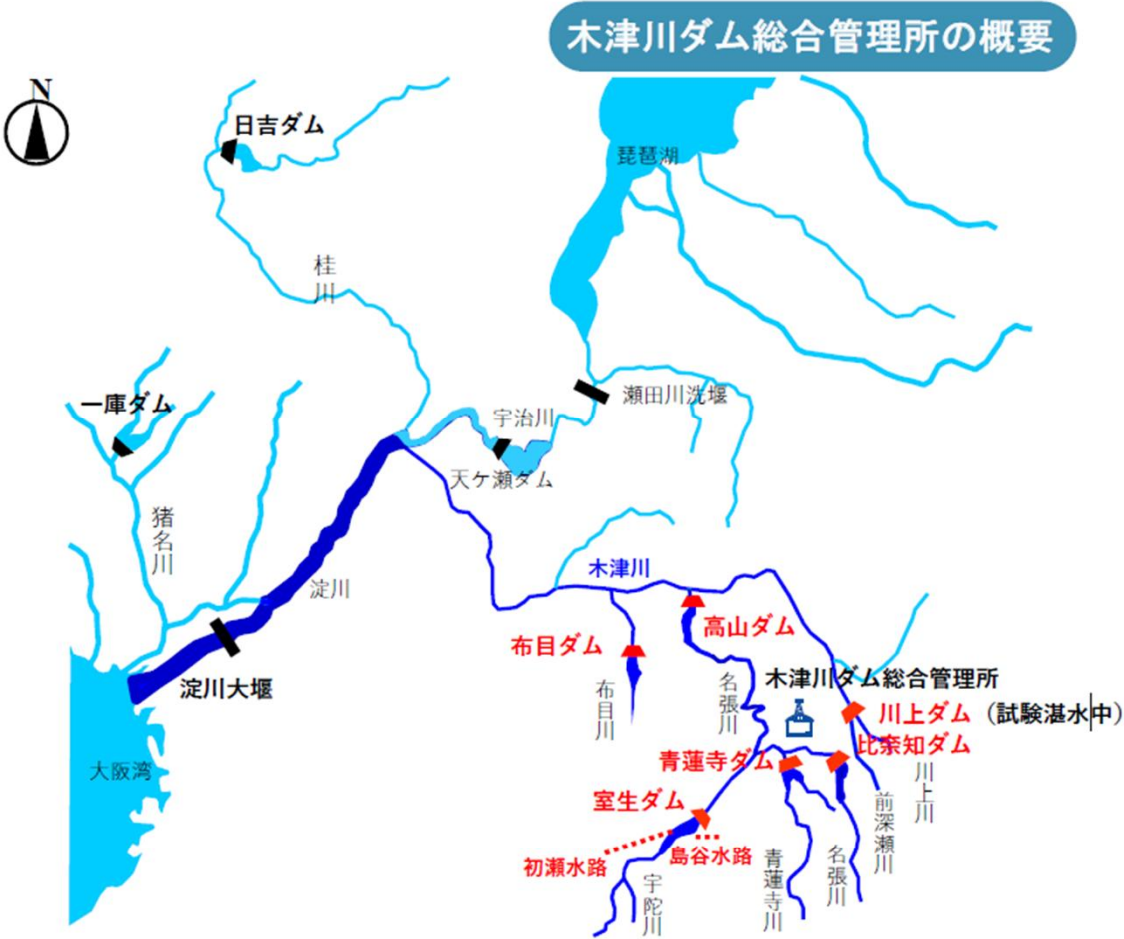 木津川ダム総合管理所の概要
N
日吉ダム
琵琶湖
桂川
一庫ダム
瀬田川洗堰
宇治川
天ケ瀬ダム
猪名川
淀川
木津川
高山ダム
布目ダム
木津川ダム総合管理所
淀川大堰
布目川
名張川
川上ダム（試験湛水中）
比奈知ダム
青蓮寺ダム
大阪湾
川上川
室生ダム
前深瀬川
島谷水路
初瀬水路
青蓮寺川
名張川
宇陀川